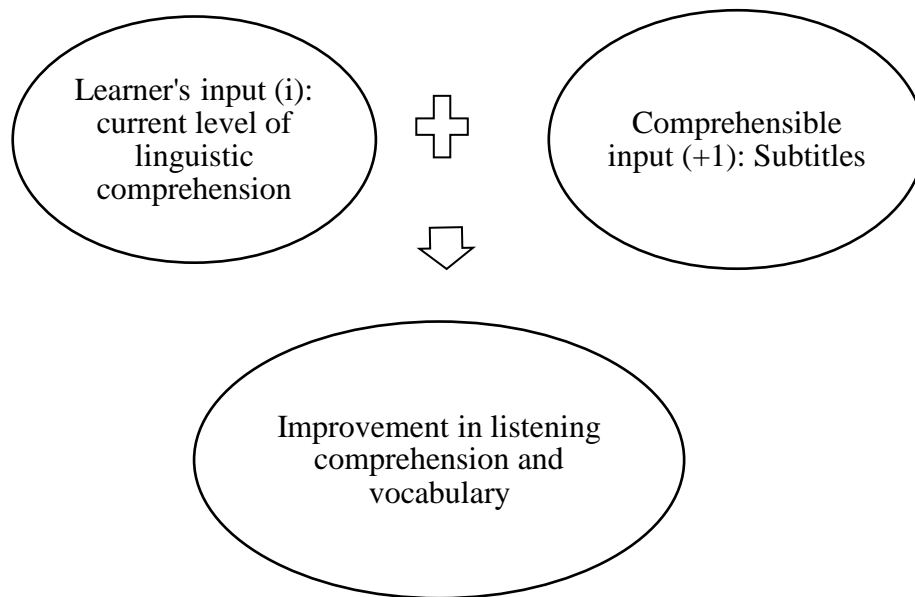 Learner's input (i):
current level of
linguistic
comprehension
Comprehensible
input (+1): Subtitles
Improvement in listening
comprehension and
vocabulary